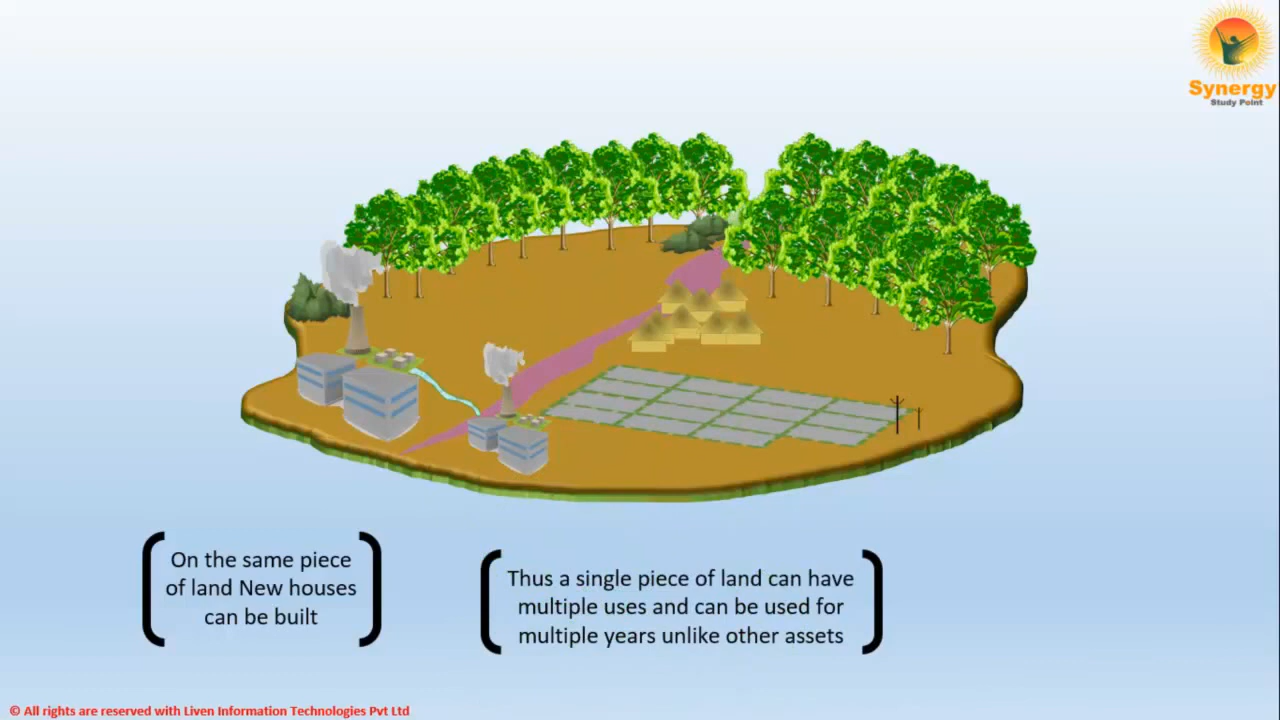 Synergy
Study Point
On the same piece
of land New houses
can be built
Thus a single piece of land can have
multiple uses and can be used for
multiple years unlike other assets
© All rights are reserved with Liven Information Technologies Pvt Ltd